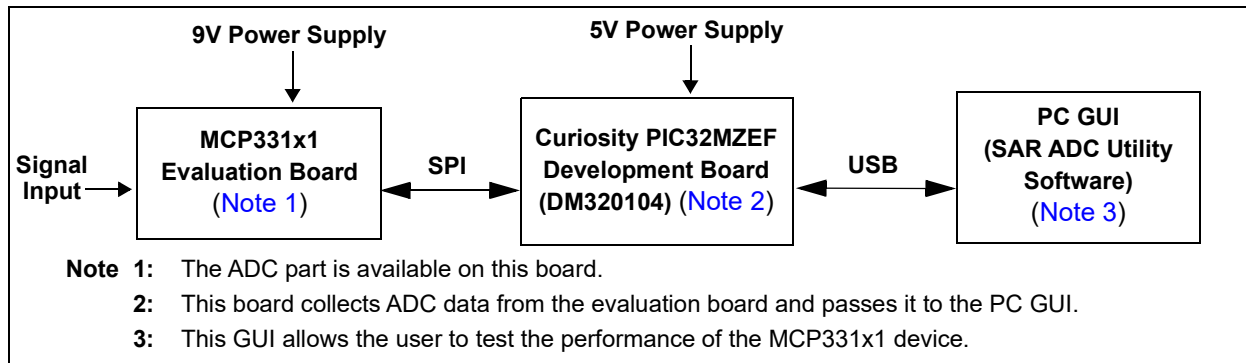 9V Power Supply
5V Power Supply
Signal
Input
MCP331x1
Evaluation Board
(Note 1)
SPI
Curiosity PIC32MZEF
Development Board
(DM320104) (Note 2)
USB
PC GUI
(SAR ADC Utility
Software)
(Note 3)
Note 1: The ADC part is available on this board.
2: This board collects ADC data from the evaluation board and passes it to the PC GUI.
3: This GUI allows the user to test the performance of the MCP331x1 device.